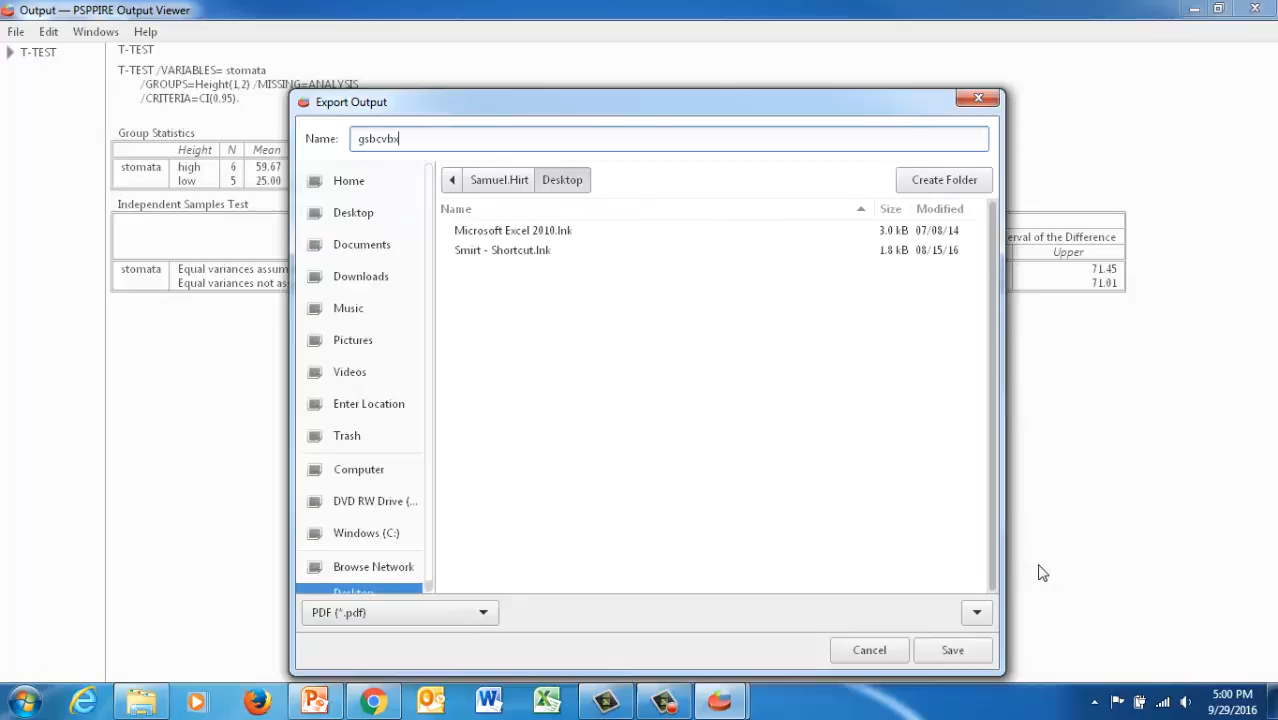 Output — PSPPIRE Output Viewer
File Edit Windows Help
T-TEST
T-TEST
T-TEST /VARIABLES= stomata
/GROUPS=Height(1,2) /MISSING=ANALYSIS
/CRITERIA=CI(0.95).
Group Statistics
Height N Mean
stomata high 6 59.67
low 5 25.00
Independent Samples Test
erval of the Difference
Upper
stomata Equal variances assum 71.45
Equal variances not as 71.01
Export Output
Name: gsbcvbx
Samuel.Hirt Desktop Create Folder
Name Size Modified
Microsoft Excel 2010.lnk 3.0 kB 07/08/14
Smirt - Shortcut.lnk 1.8 kB 08/15/16
Home
Desktop
Documents
Downloads
Music
Pictures
Videos
Enter Location
Trash
Computer
DVD RW Drive (...
Windows (C:)
Browse Network
Desktop
PDF (*.pdf)
Cancel Save
5:00 PM
9/29/2016